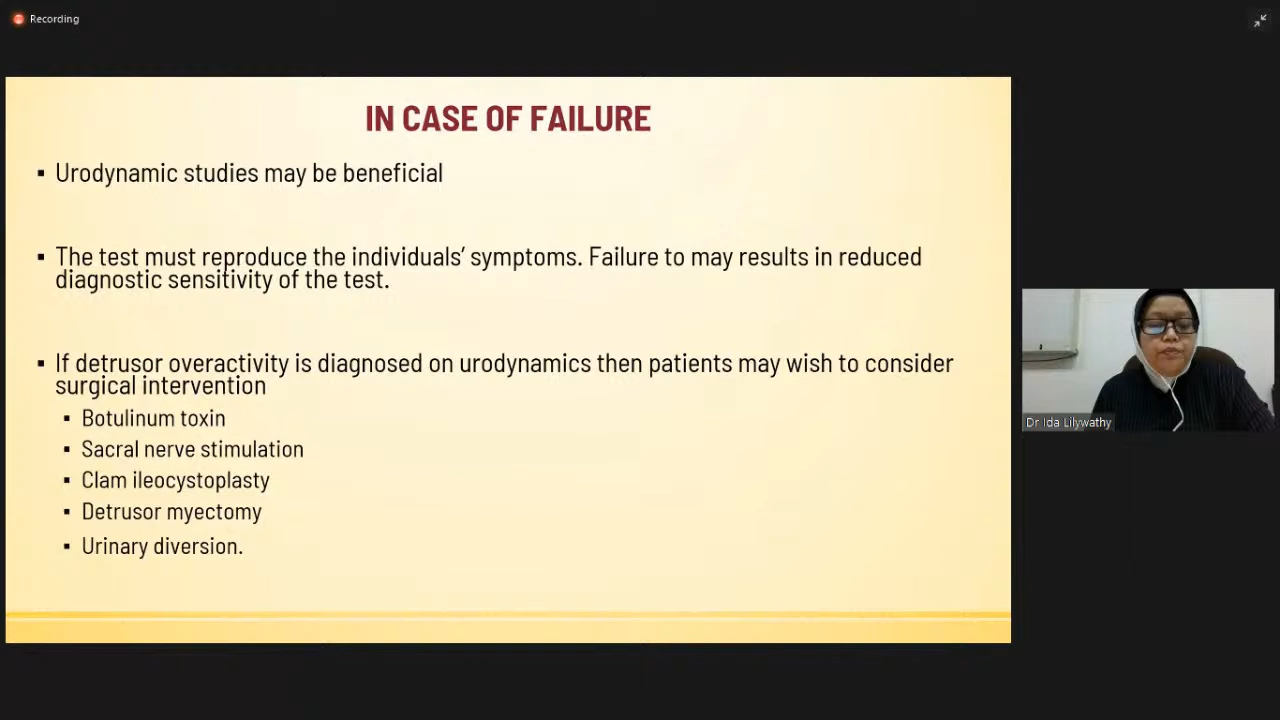 Recording
IN CASE OF FAILURE
▪ Urodynamic studies may be beneficial
▪ The test must reproduce the individuals’ symptoms. Failure to may results in reduced
diagnostic sensitivity of the test.
▪ If detrusor overactivity is diagnosed on urodynamics then patients may wish to consider
surgical intervention
▪ Botulinum toxin
▪ Sacral nerve stimulation
▪ Clam ileocystoplasty
▪ Detrusor myectomy
▪ Urinary diversion.
Dr Ida Lilywathy